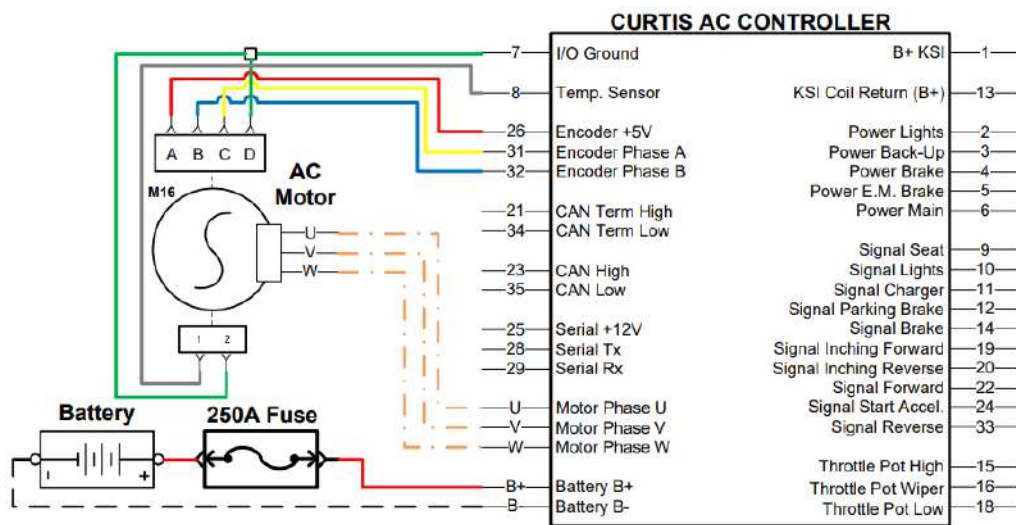 CURTIS AC CONTROLLER
7 I/O Ground
8 Temp. Sensor
26 Encoder +5V
31 Encoder Phase A
32 Encoder Phase B
21 CAN Term High
34 CAN Term Low
23 CAN High
35 CAN Low
25 Serial +12V
28 Serial Tx
29 Serial Rx
U Motor Phase U
V Motor Phase V
W Motor Phase W
B+ Battery B+
B- Battery B-
B+ KSI 1
KSI Coil Return (B+) 13
Power Lights 2
Power Back-Up 3
Power Brake 4
Power E.M. Brake 5
Power Main 6
Signal Seat 9
Signal Lights 10
Signal Charger 11
Signal Parking Brake 12
Signal Brake 14
Signal Inching Forward 19
Signal Inching Reverse 20
Signal Forward 22
Signal Start Accel. 24
Signal Reverse 33
Throttle Pot High 15
Throttle Pot Wiper 16
Throttle Pot Low 18
A B C D
M16
AC
Motor
U
V
W
1 2
Battery
- +
250A Fuse